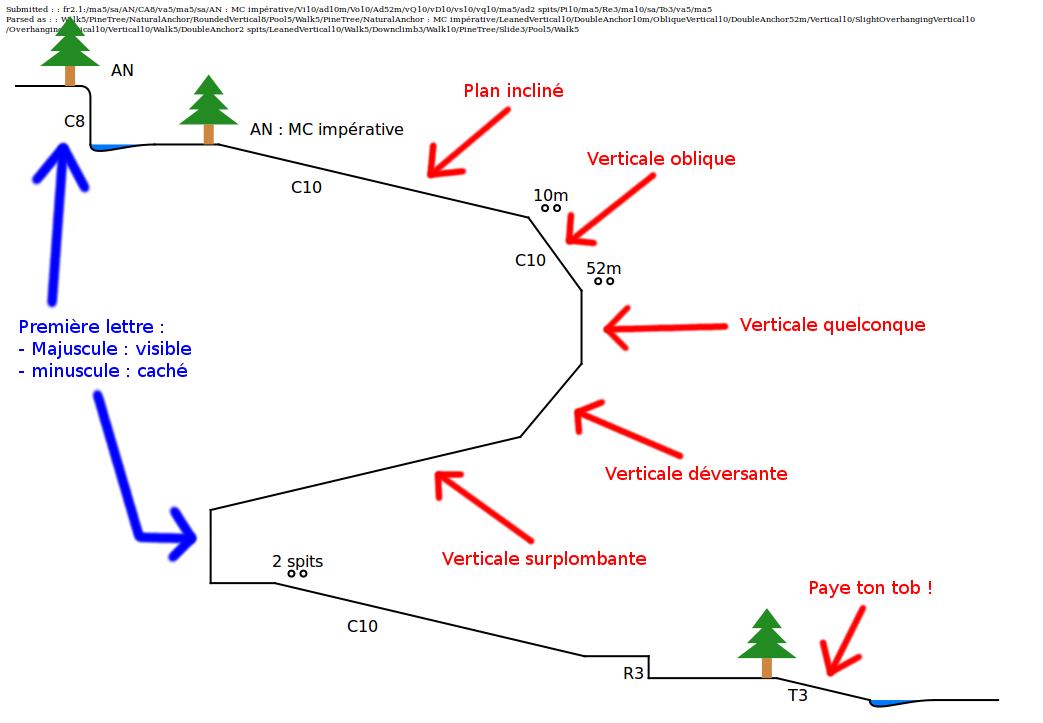 Submitted : : fr2.1:/ma5/sa/AN/CA8/va5/ma5/sa/AN : MC impérative/Vi10/ad10m/Vo10/Ad52m/vQ10/vD10/vs10/vq10/ma5/ad2 spits/Pi10/ma5/Re3/ma10/sa/To3/va5/ma5
Parsed as : : Walk5/PineTree/NaturalAnchor/RoundedVertical8/Pool5/Walk5/PineTree/NaturalAnchor : MC impérative/LeanedVertical10/DoubleAnchor10m/ObliqueVertical10/DoubleAnchor52m/Vertical10/SlightOverhangingVertical10
/Overhanging ical10/Vertical10/Walk5/DoubleAnchor2 spits/LeanedVertical10/Walk5/Downclimb3/Walk10/PineTree/Slide3/Pool5/Walk5
AN
Plan incliné
C8
AN : MC impérative
Verticale oblique
C10
10m
C10
52m
Première lettre :
- Majuscule : visible
- minuscule : caché
Verticale quelconque
Verticale déversante
Verticale surplombante
2 spits
Paye ton tob !
C10
R3
T3